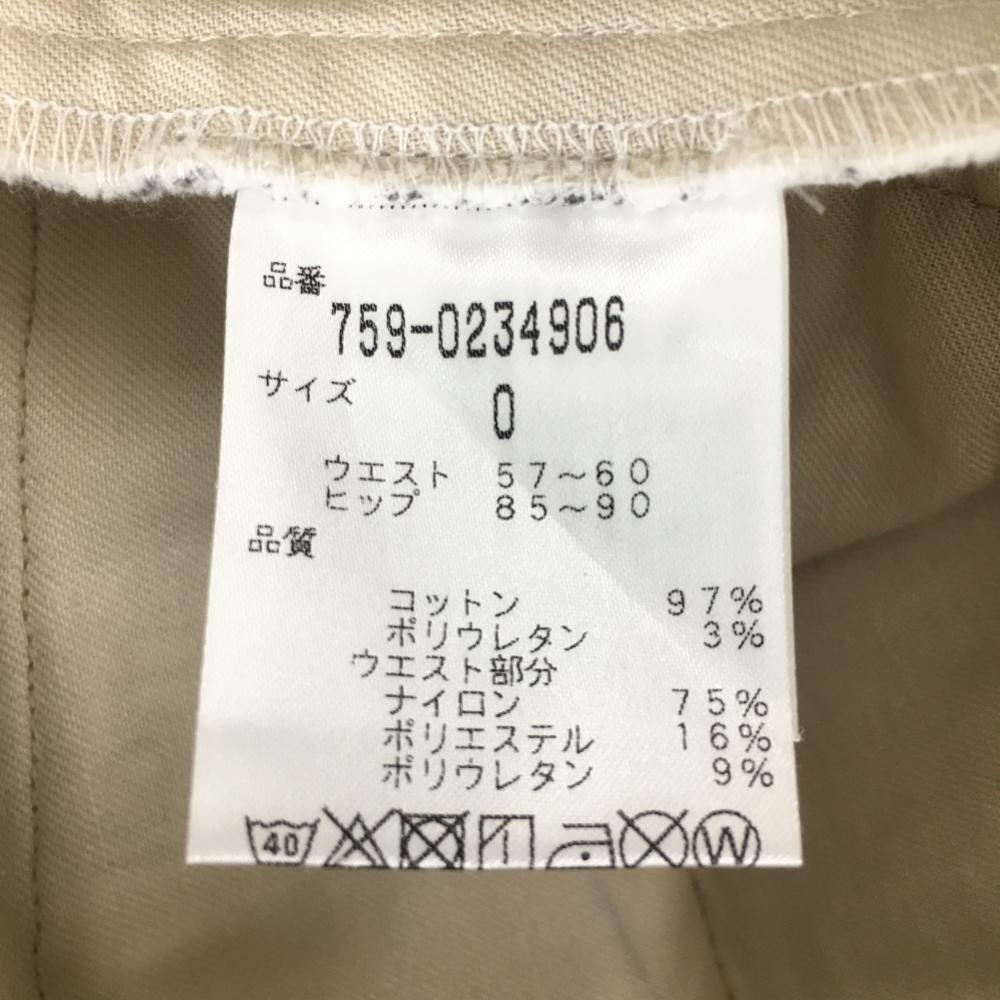 品番
759-0234906
サイズ
0
ウエスト 57～60
ヒップ 85～90
品質
コットン 97%
ポリウレタン 3%
ウエスト部分
ナイロン 75%
ポリエステル 16%
ポリウレタン 9%
40 W